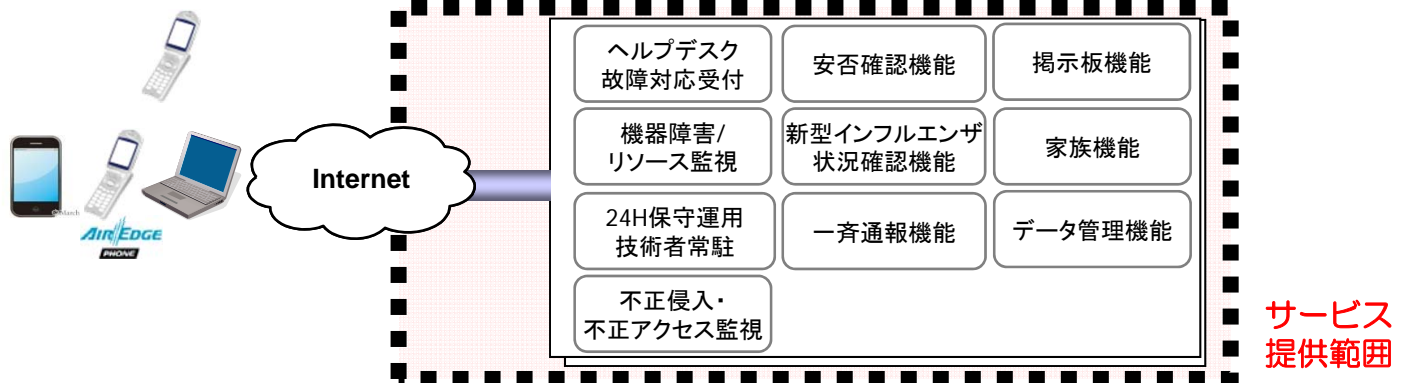 ヘルプデスク
故障対応受付
安否確認機能
掲示板機能
機器障害/
リソース監視
新型インフルエンザ
状況確認機能
家族機能
24H保守運用
技術者常駐
一斉通報機能
データ管理機能
不正侵入・
不正アクセス監視
Internet
AIR EDGE
PHONE
サービス
提供範囲